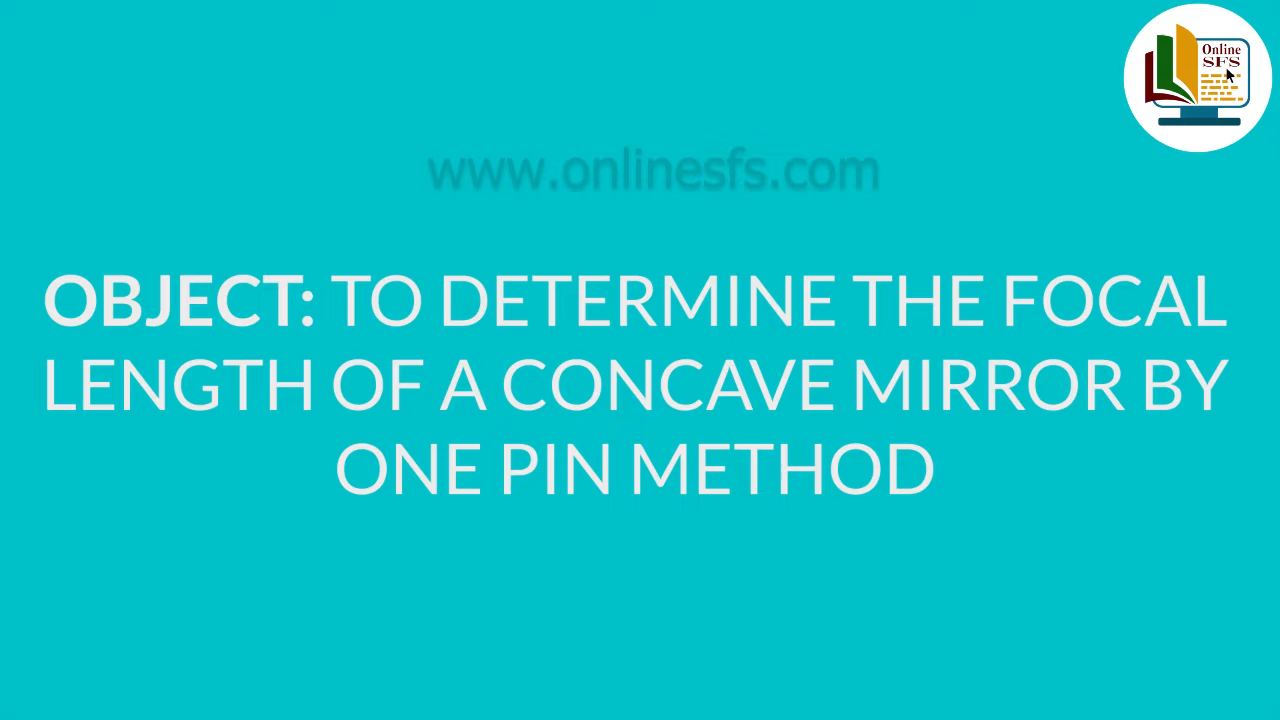 Online
SFS
www.onlinesfs.com
OBJECT: TO DETERMINE THE FOCAL
LENGTH OF A CONCAVE MIRROR BY
ONE PIN METHOD